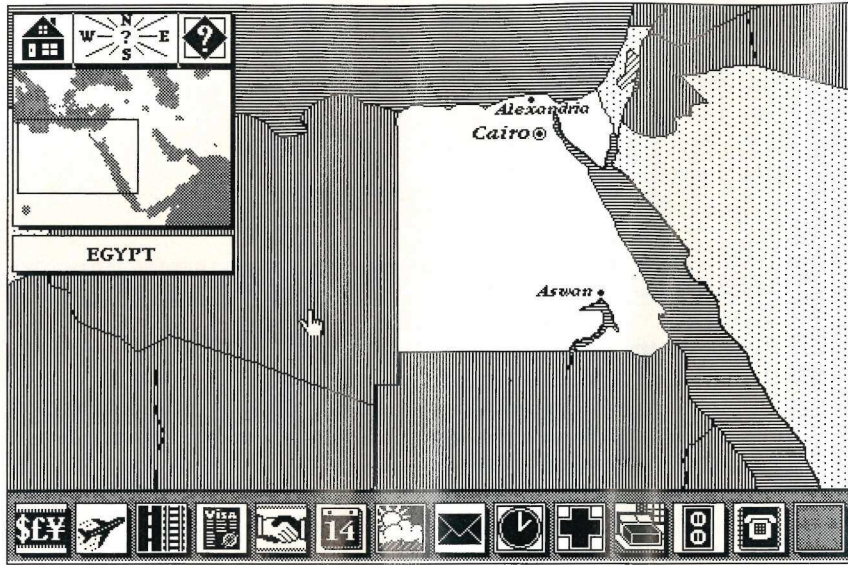 N
W ? E
S
?
Alexandria
Cairo
EGYPT
Aswan
$£¥
VISA
14